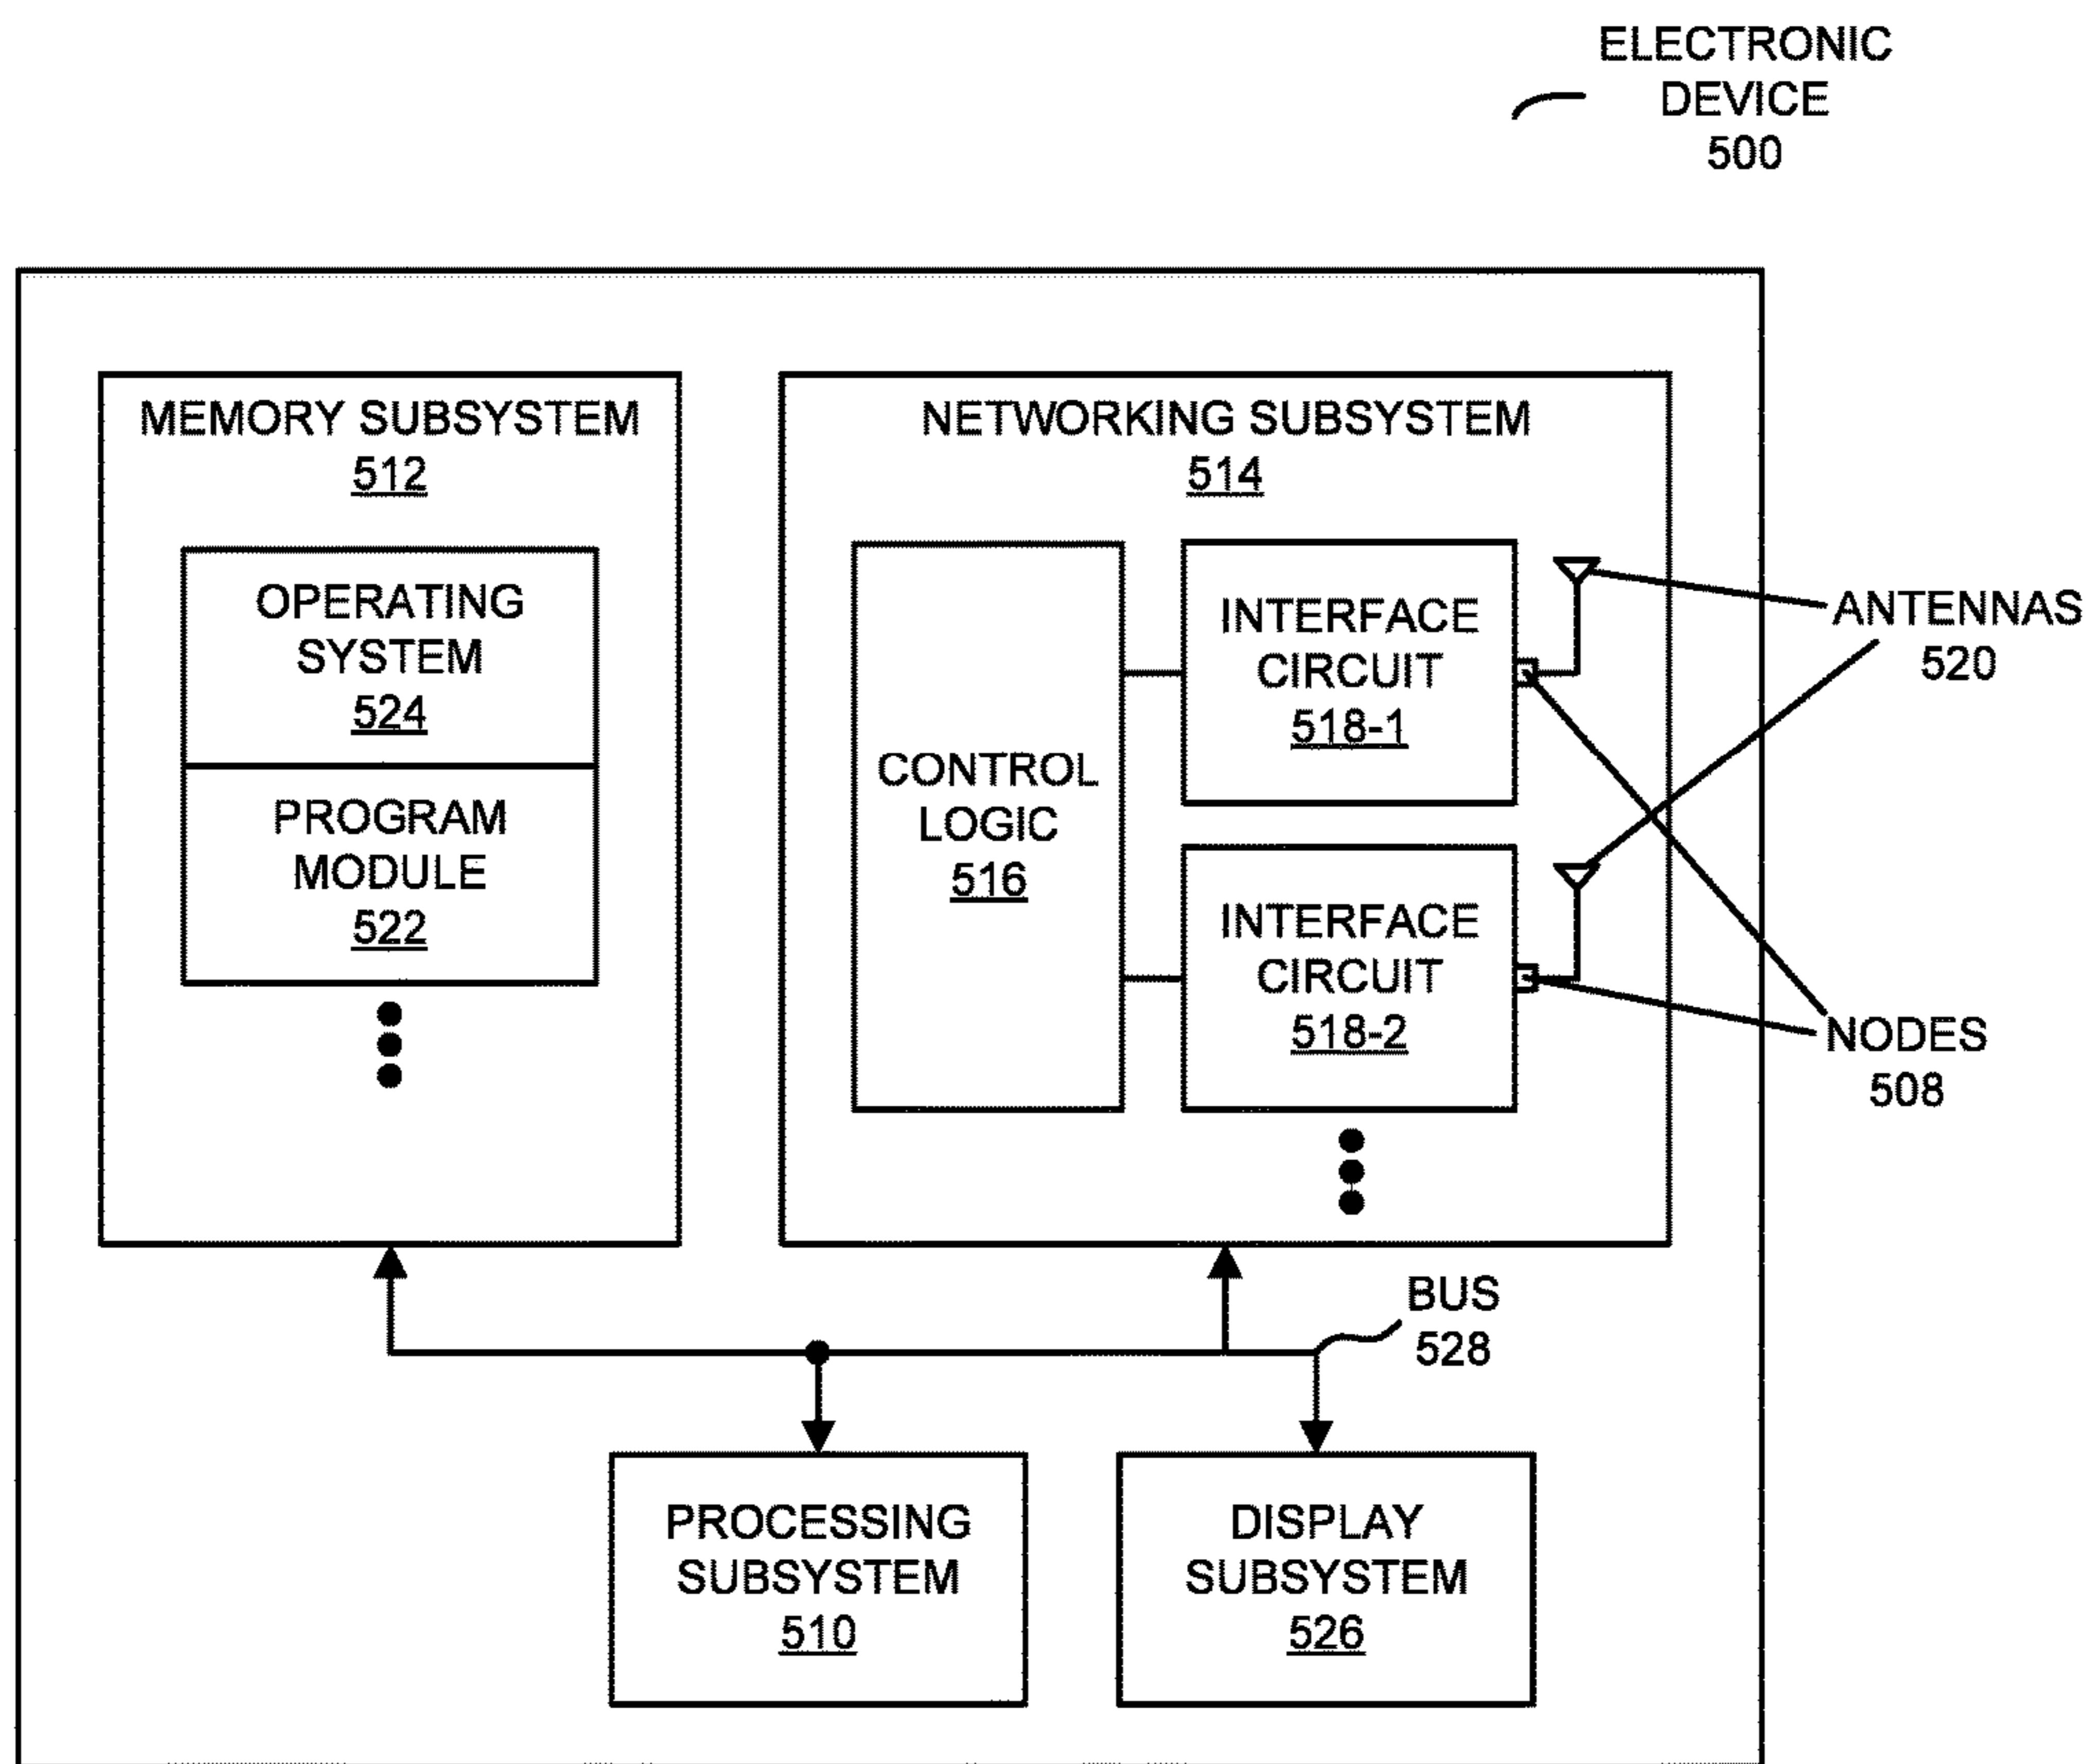 ELECTRONIC
DEVICE
500
MEMORY SUBSYSTEM
512
OPERATING
SYSTEM
524
PROGRAM
MODULE
522
NETWORKING SUBSYSTEM
514
CONTROL
LOGIC
516
INTERFACE
CIRCUIT
518-1
INTERFACE
CIRCUIT
518-2
ANTENNAS
520
NODES
508
BUS
528
PROCESSING
SUBSYSTEM
510
DISPLAY
SUBSYSTEM
526